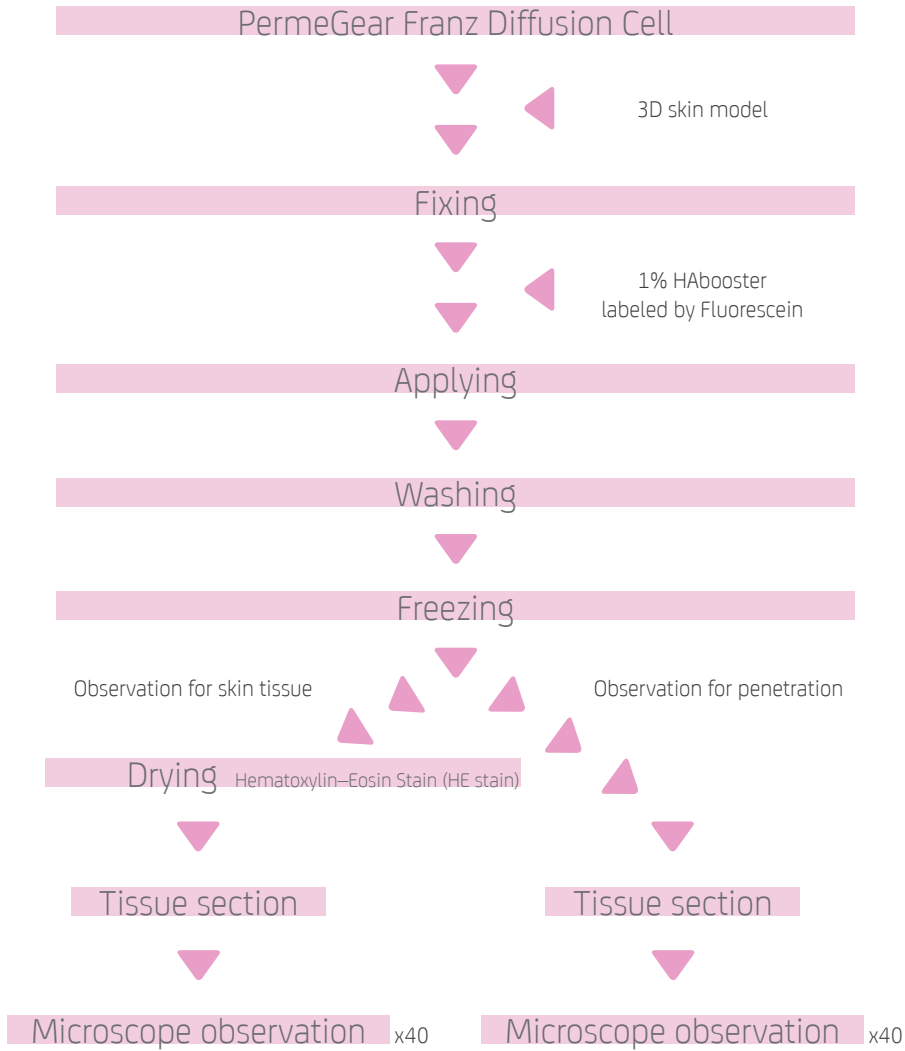 PermeGear Franz Diffusion Cell
3D skin model
Fixing
1% HAbooster
labeled by Fluorescein
Applying
Washing
Freezing
Observation for skin tissue
Observation for penetration
Drying Hematoxylin–Eosin Stain (HE stain)
Tissue section
Tissue section
Microscope observation x40
Microscope observation x40